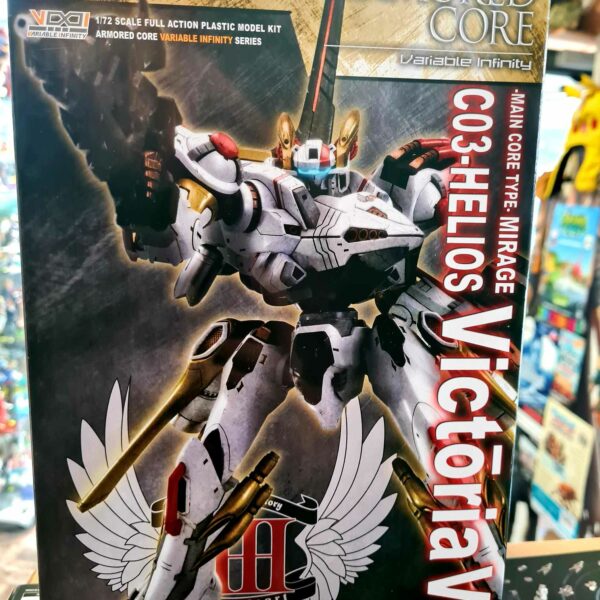 VI
VARIABLE INFINITY
1/72 SCALE FULL ACTION PLASTIC MODEL KIT
ARMORED CORE VARIABLE INFINITY SERIES
CORE
Variable Infinity
-MAIN CORE TYPE- MIRAGE
C03-HELIOS VictōriaV